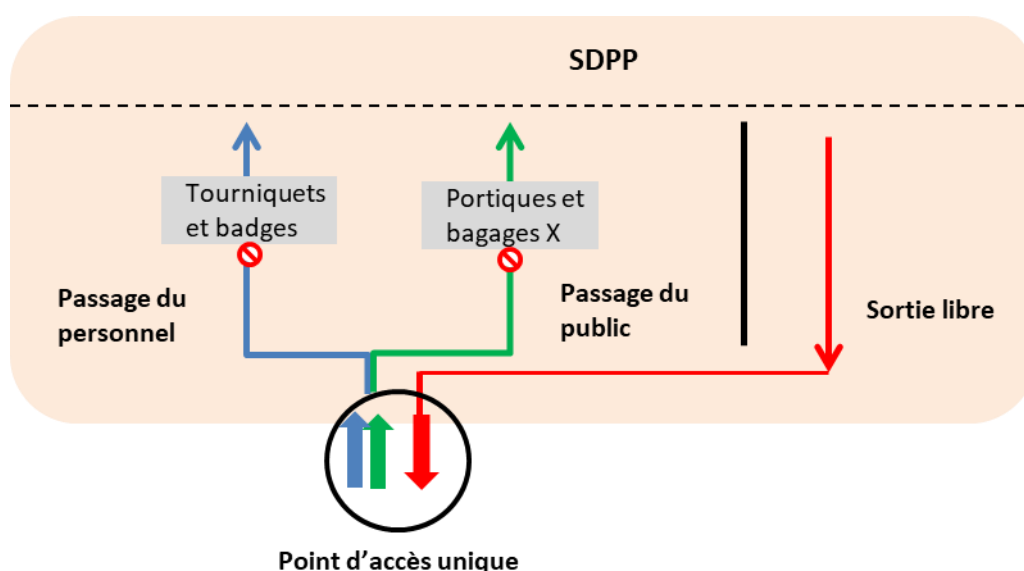 SDPP
Tourniquets
et badges
Portiques et
bagages X
Passage du
personnel
Passage du
public
Sortie libre
Point d’accès unique